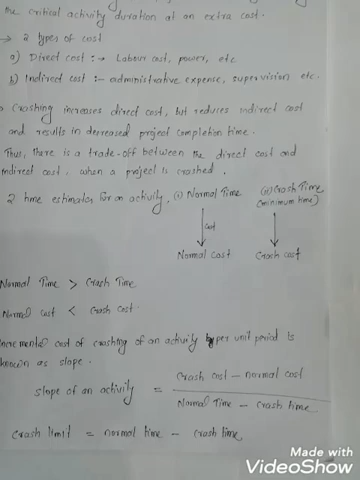 the critical activity duration at an extra cost.
→ 2 types of cost
a) Direct cost :→ Labour cost, power, etc
b) Indirect cost :- administrative expense, supervision etc.
Crashing increases direct cost, but reduces indirect cost
and results in decreased project completion time.
Thus, there is a trade-off between the direct cost and
indirect cost, when a project is crashed.
2 time estimates for an activity, (i) Normal Time (ii) Crash Time
(minimum time)
cost
Normal Cost Crash cost
Normal Time > Crash Time
Normal cost < Crash cost.
Incremental cost of crashing of an activity per unit period is
known as slope.
slope of an activity = Crash cost - normal cost
Normal Time - Crash time
Crash limit = normal time - crash time
Made with
VideoShow